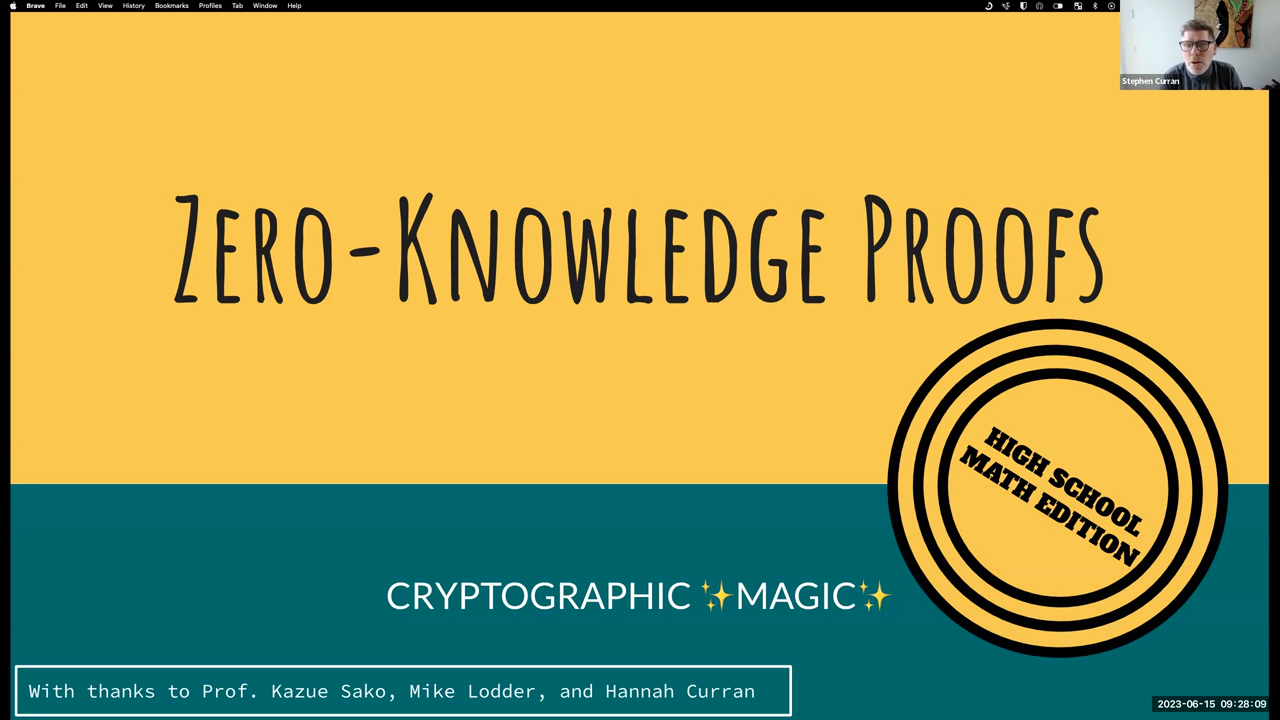 Brave File Edit View History Bookmarks Profiles Tab Window Help
Stephen Curran
ZERO-KNOWLEDGE PROOFS
HIGH SCHOOL
MATH EDITION
CRYPTOGRAPHIC ✨MAGIC✨
With thanks to Prof. Kazue Sako, Mike Lodder, and Hannah Curran
2023-06-15 09:28:09